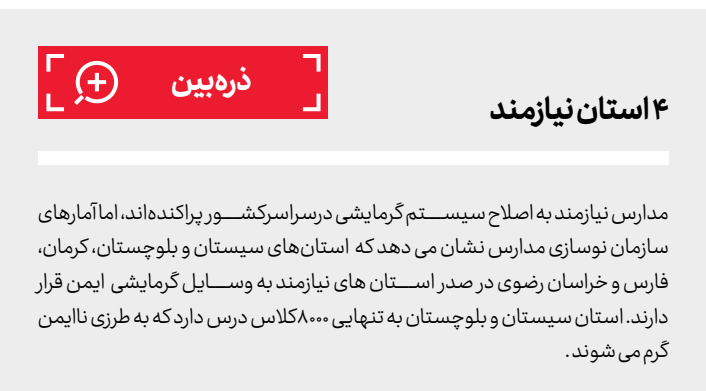 ذره‌بین
۴ استان نیازمند
مدارس نیازمند به اصلاح سیستم گرمایشی درسراسرکشور پراکنده‌اند، اما آمارهای
سازمان نوسازی مدارس نشان می دهد که استان‌های سیستان و بلوچستان، کرمان،
فارس و خراسان رضوی در صدر استان های نیازمند به وسایل گرمایشی ایمن قرار
دارند. استان سیستان و بلوچستان به تنهایی ۸۰۰۰کلاس درس دارد که به طرزی ناایمن
گرم می شوند.